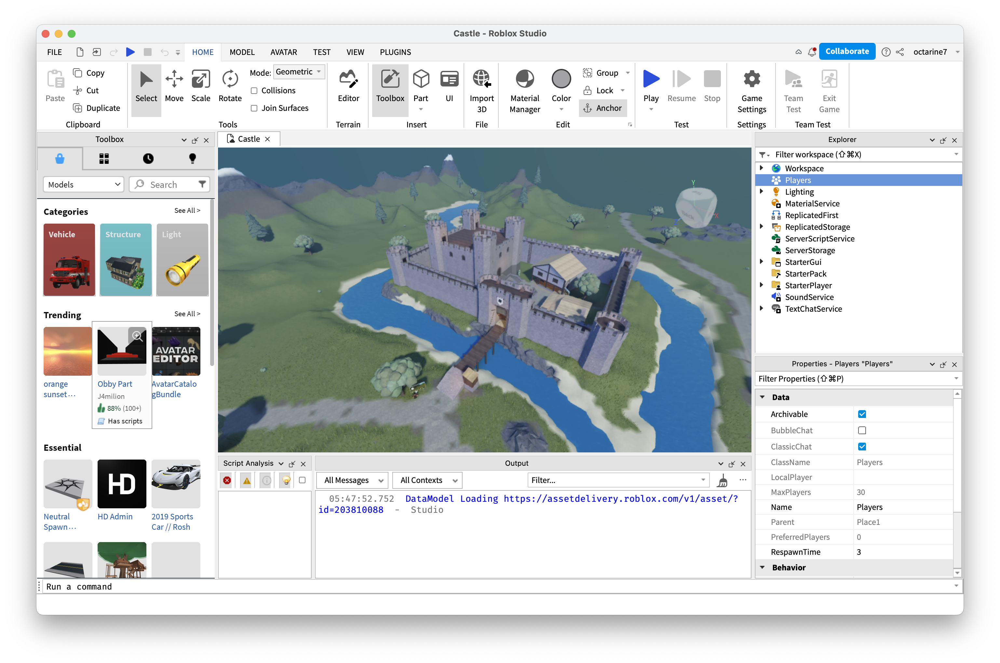 Castle - Roblox Studio
FILE
HOME
MODEL
AVATAR
TEST
VIEW
PLUGINS
Collaborate
octarine7
Paste
Copy
Cut
Duplicate
Clipboard
Select
Move
Scale
Rotate
Mode: Geometric
Collisions
Join Surfaces
Tools
Editor
Terrain
Toolbox
Part
UI
Insert
Import
3D
File
Material
Manager
Color
Group
Lock
Anchor
Edit
Play
Resume
Stop
Test
Game
Settings
Settings
Team
Test
Exit
Game
Team Test
Toolbox
Models
Search
Categories
See All >
Vehicle
Structure
Light
Trending
See All >
orange
sunset...
Obby Part
J4milion
88% (100+)
Has scripts
AVATAR
EDITOR
AvatarCatalo
gBundle
Essential
Neutral
Spawn...
HD
HD Admin
2019 Sports
Car // Rosh
Castle
Y
X
Z
Back
Script Analysis
Output
All Messages
All Contexts
Filter...
05:47:52.752 DataModel Loading https://assetdelivery.roblox.com/v1/asset/?
id=203810088 - Studio
Explorer
Filter workspace (⇧⌘X)
Workspace
Players
Lighting
MaterialService
ReplicatedFirst
ReplicatedStorage
ServerScriptService
ServerStorage
StarterGui
StarterPack
StarterPlayer
SoundService
TextChatService
Properties - Players "Players"
Filter Properties (⇧⌘P)
Data
Archivable
BubbleChat
ClassicChat
ClassName Players
LocalPlayer
MaxPlayers 30
Name Players
Parent Place1
PreferredPlayers 0
RespawnTime 3
Behavior
Run a command